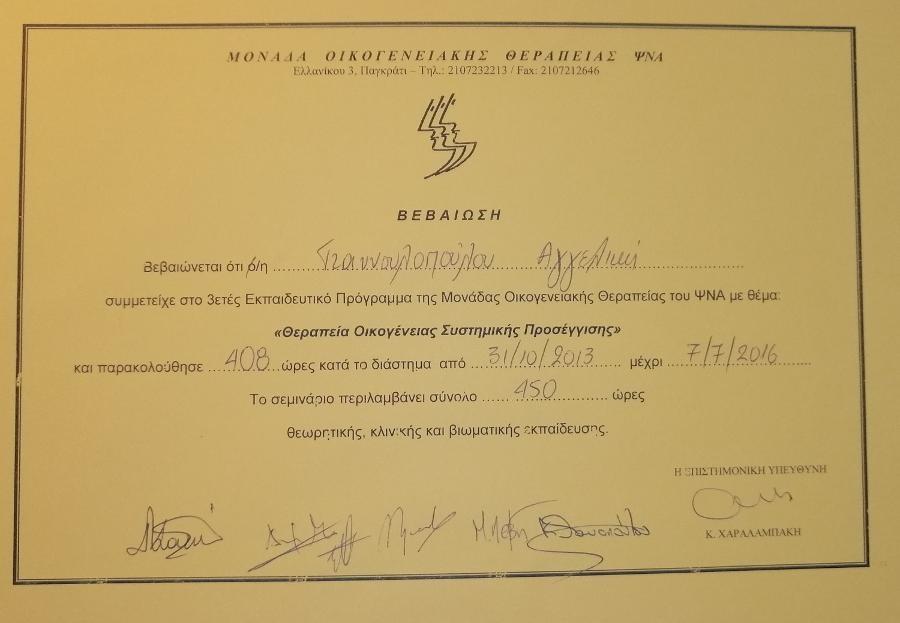 ΜΟΝΑΔΑ ΟΙΚΟΓΕΝΕΙΑΚΗΣ ΘΕΡΑΠΕΙΑΣ ΨΝΑ
Ελλανίκου 3, Παγκράτι – Τηλ.: 2107232213 / Fax: 2107212646
ΒΕΒΑΙΩΣΗ
Βεβαιώνεται ότι ο/η ........ Γιαννουλοπούλου Αγγελική ........
συμμετείχε στο 3ετές Εκπαιδευτικό Πρόγραμμα της Μονάδας Οικογενειακής Θεραπείας του ΨΝΑ με θέμα:
«Θεραπεία Οικογένειας Συστημικής Προσέγγισης»
και παρακολούθησε ...408... ώρες κατά το διάστημα από ...31/10/2013... μέχρι ...7/7/2016...
Το σεμινάριο περιλαμβάνει σύνολο ...450... ώρες
θεωρητικής, κλινικής και βιωματικής εκπαίδευσης.
Η ΕΠΙΣΤΗΜΟΝΙΚΗ ΥΠΕΥΘΥΝΗ
Κ. ΧΑΡΑΛΑΜΠΑΚΗ